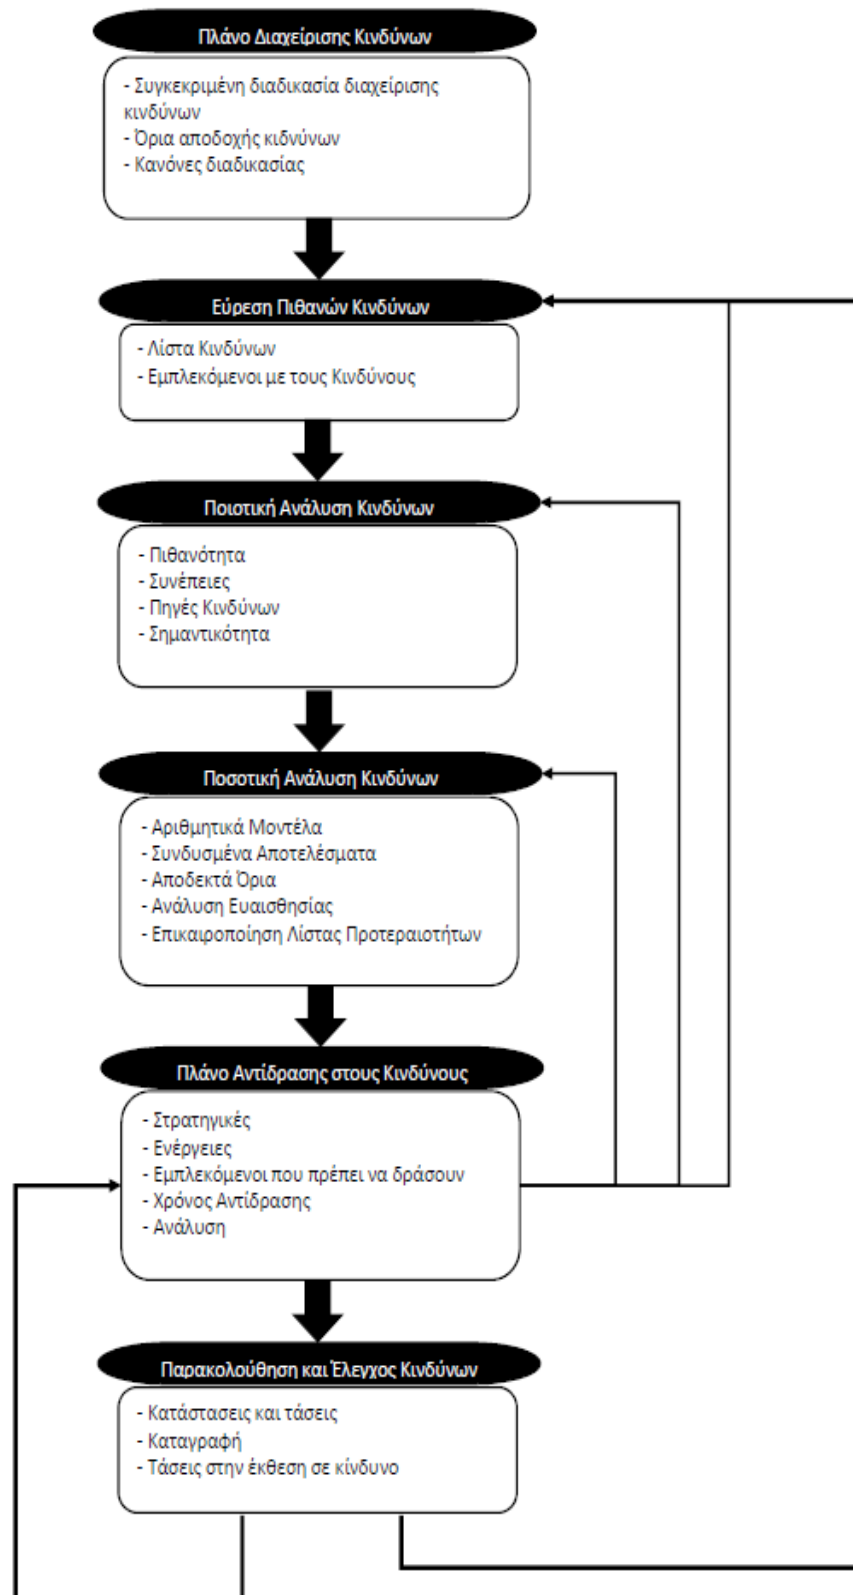 Πλάνο Διαχείρισης Κινδύνων
- Συγκεκριμένη διαδικασία διαχείρισης
κινδύνων
- Όρια αποδοχής κιδνύνων
- Κανόνες διαδικασίας
Εύρεση Πιθανών Κινδύνων
- Λίστα Κινδύνων
- Εμπλεκόμενοι με τους Κινδύνους
Ποιοτική Ανάλυση Κινδύνων
- Πιθανότητα
- Συνέπειες
- Πηγές Κινδύνων
- Σημαντικότητα
Ποσοτική Ανάλυση Κινδύνων
- Αριθμητικά Μοντέλα
- Συνδυσμένα Αποτελέσματα
- Αποδεκτά Όρια
- Ανάλυση Ευαισθησίας
- Επικαιροποίηση Λίστας Προτεραιοτήτων
Πλάνο Αντίδρασης στους Κινδύνους
- Στρατηγικές
- Ενέργειες
- Εμπλεκόμενοι που πρέπει να δράσουν
- Χρόνος Αντίδρασης
- Ανάλυση
Παρακολούθηση και Έλεγχος Κινδύνων
- Κατάστασεις και τάσεις
- Καταγραφή
- Τάσεις στην έκθεση σε κίνδυνο